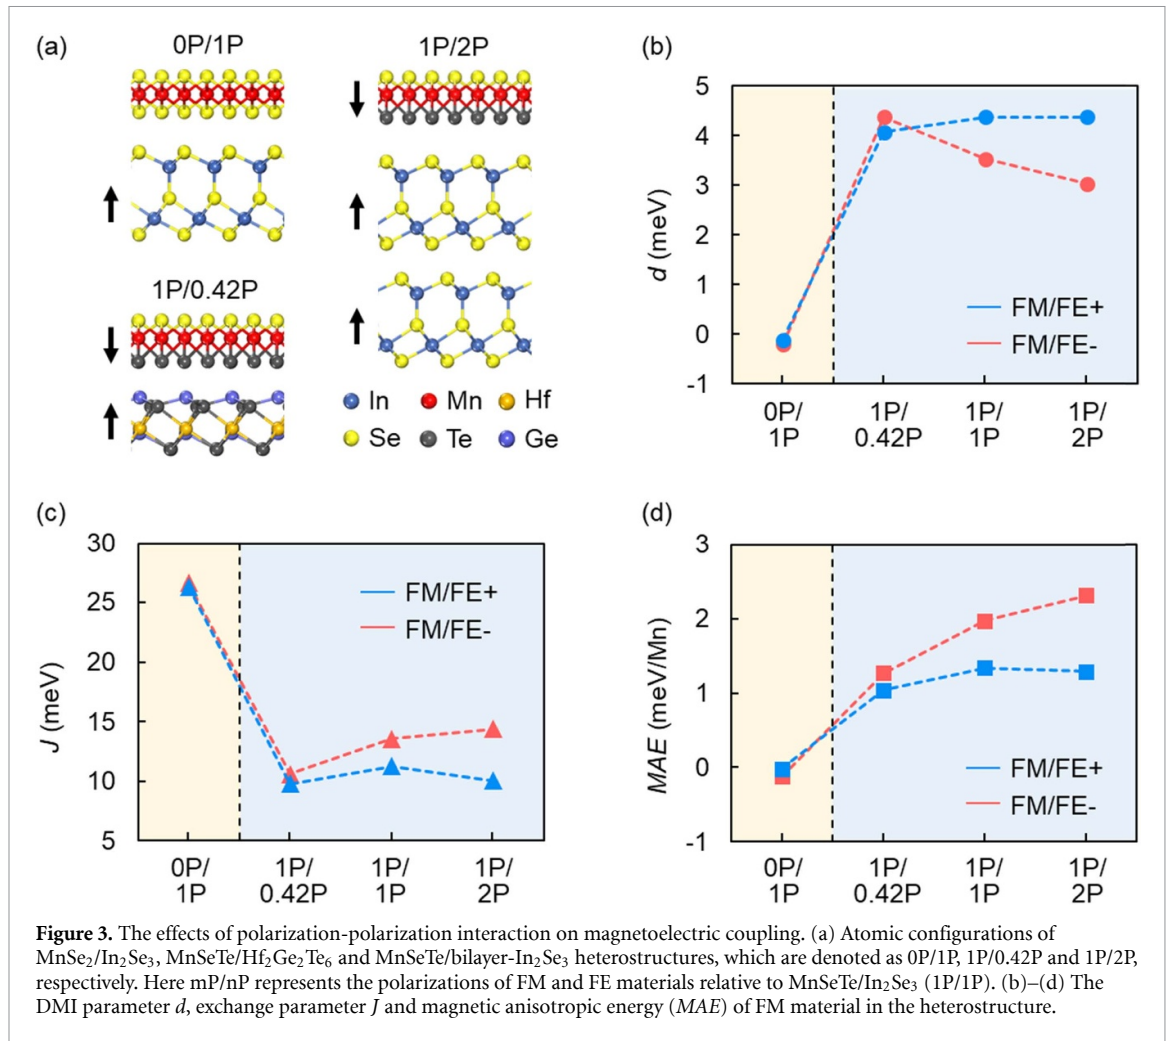 (a)
0P/1P
1P/2P
1P/0.42P
In Mn Hf
Se Te Ge
(b)
5
4
3
2
1
0
-1
d (meV)
FM/FE+
FM/FE-
0P/ 1P/ 1P/ 1P/
1P 0.42P 1P 2P
(c)
30
25
20
15
10
5
J (meV)
FM/FE+
FM/FE-
0P/ 1P/ 1P/ 1P/
1P 0.42P 1P 2P
(d)
3
2
1
0
-1
MAE (meV/Mn)
FM/FE+
FM/FE-
0P/ 1P/ 1P/ 1P/
1P 0.42P 1P 2P
Figure 3. The effects of polarization-polarization interaction on magnetoelectric coupling. (a) Atomic configurations of
MnSe₂/In₂Se₃, MnSeTe/Hf₂Ge₂Te₆ and MnSeTe/bilayer-In₂Se₃ heterostructures, which are denoted as 0P/1P, 1P/0.42P and 1P/2P,
respectively. Here mP/nP represents the polarizations of FM and FE materials relative to MnSeTe/In₂Se₃ (1P/1P). (b)–(d) The
DMI parameter d, exchange parameter J and magnetic anisotropic energy (MAE) of FM material in the heterostructure.